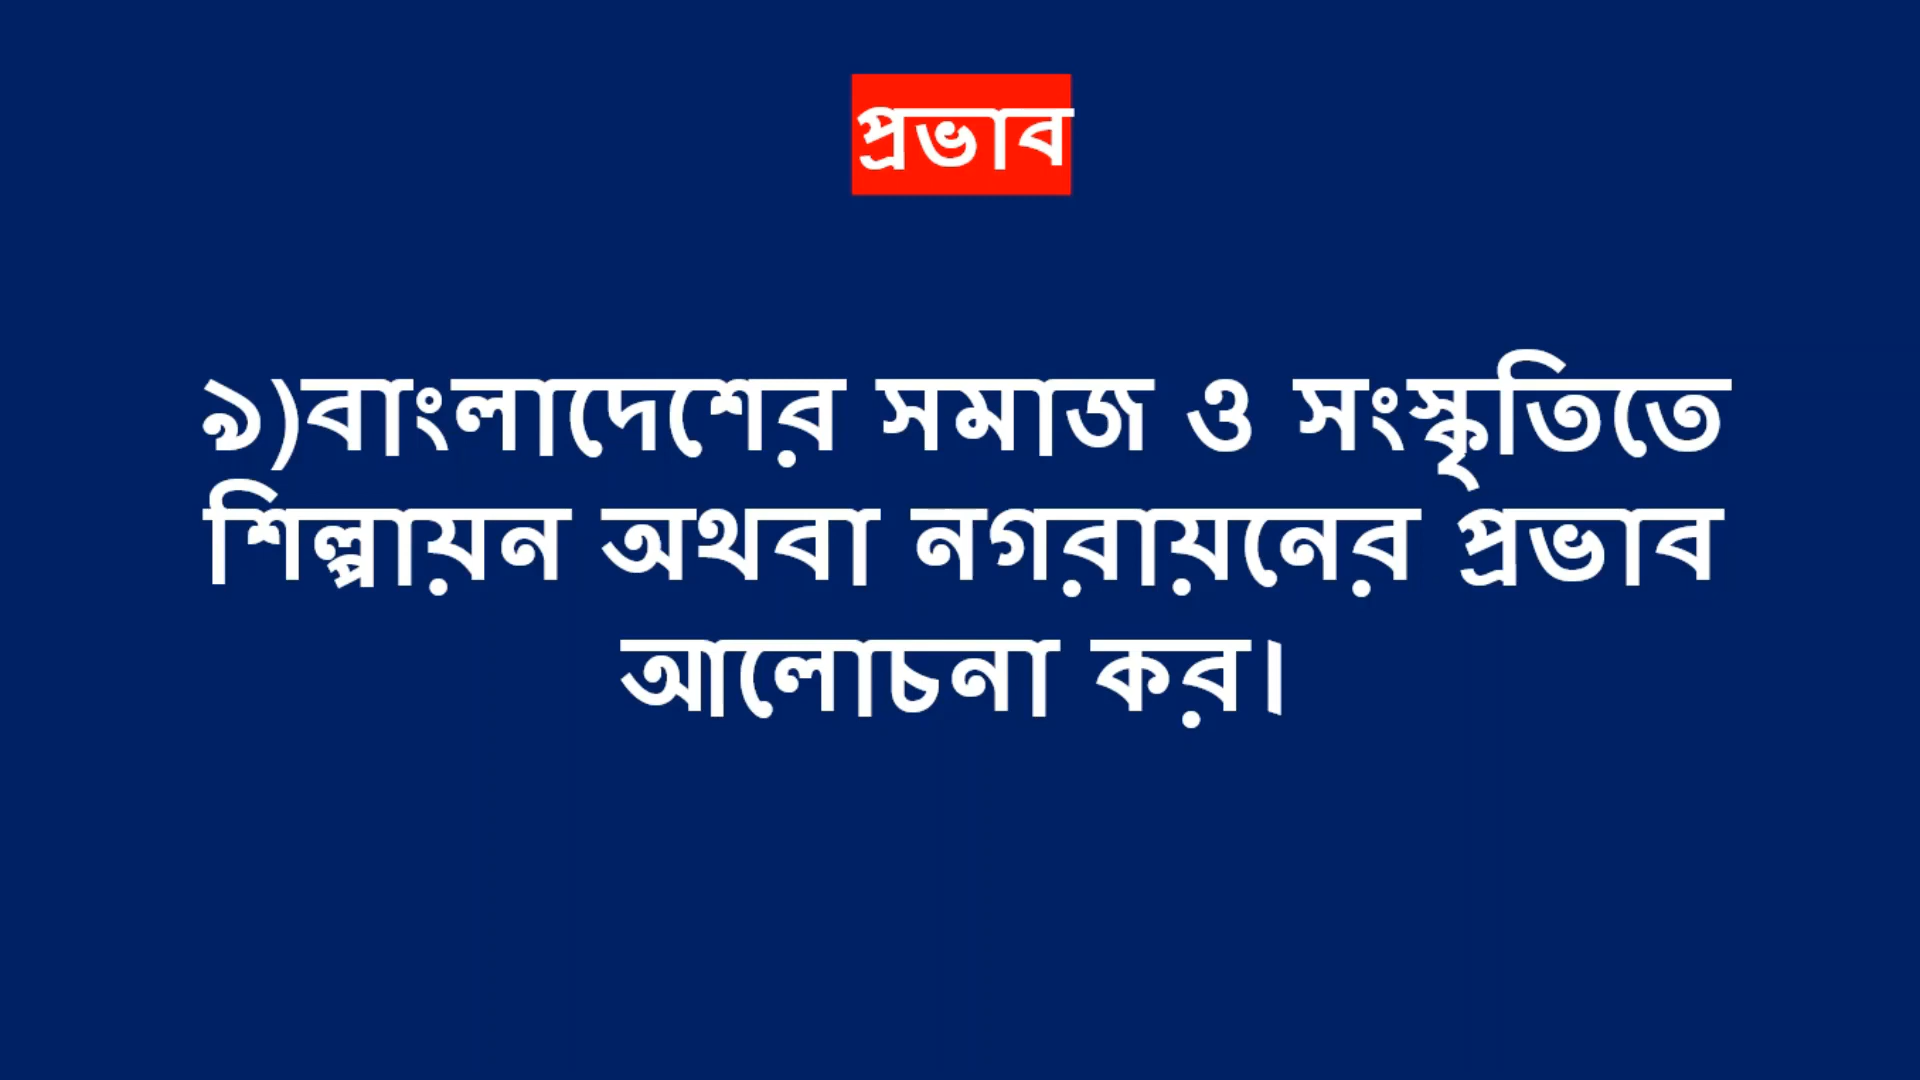 প্রভাব
৯)বাংলাদেশের সমাজ ও সংস্কৃতিতে
শিল্পায়ন অথবা নগরায়নের প্রভাব
আলোচনা কর।